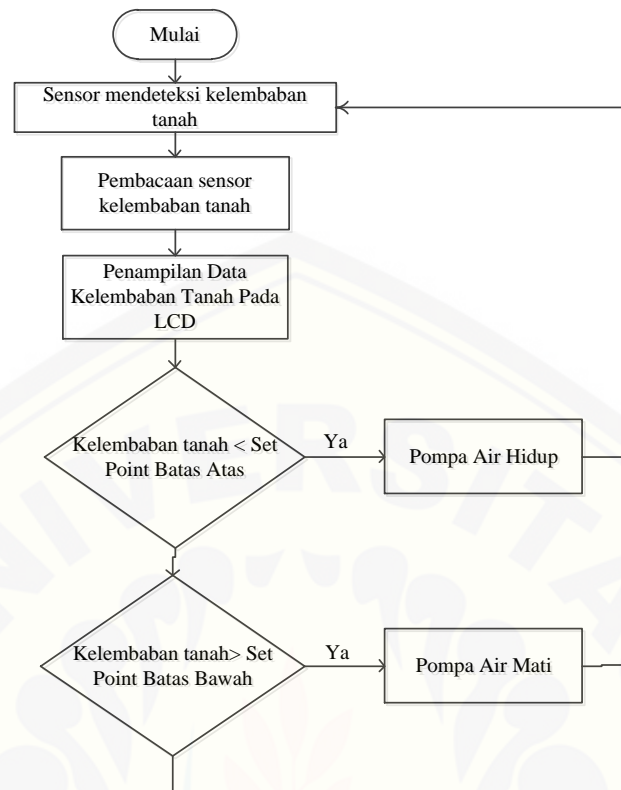 Mulai
Sensor mendeteksi kelembaban
tanah
Pembacaan sensor
kelembaban tanah
Penampilan Data
Kelembaban Tanah Pada
LCD
Kelembaban tanah < Set
Point Batas Atas
Ya
Pompa Air Hidup
Kelembaban tanah> Set
Point Batas Bawah
Ya
Pompa Air Mati
UNIVERSITA